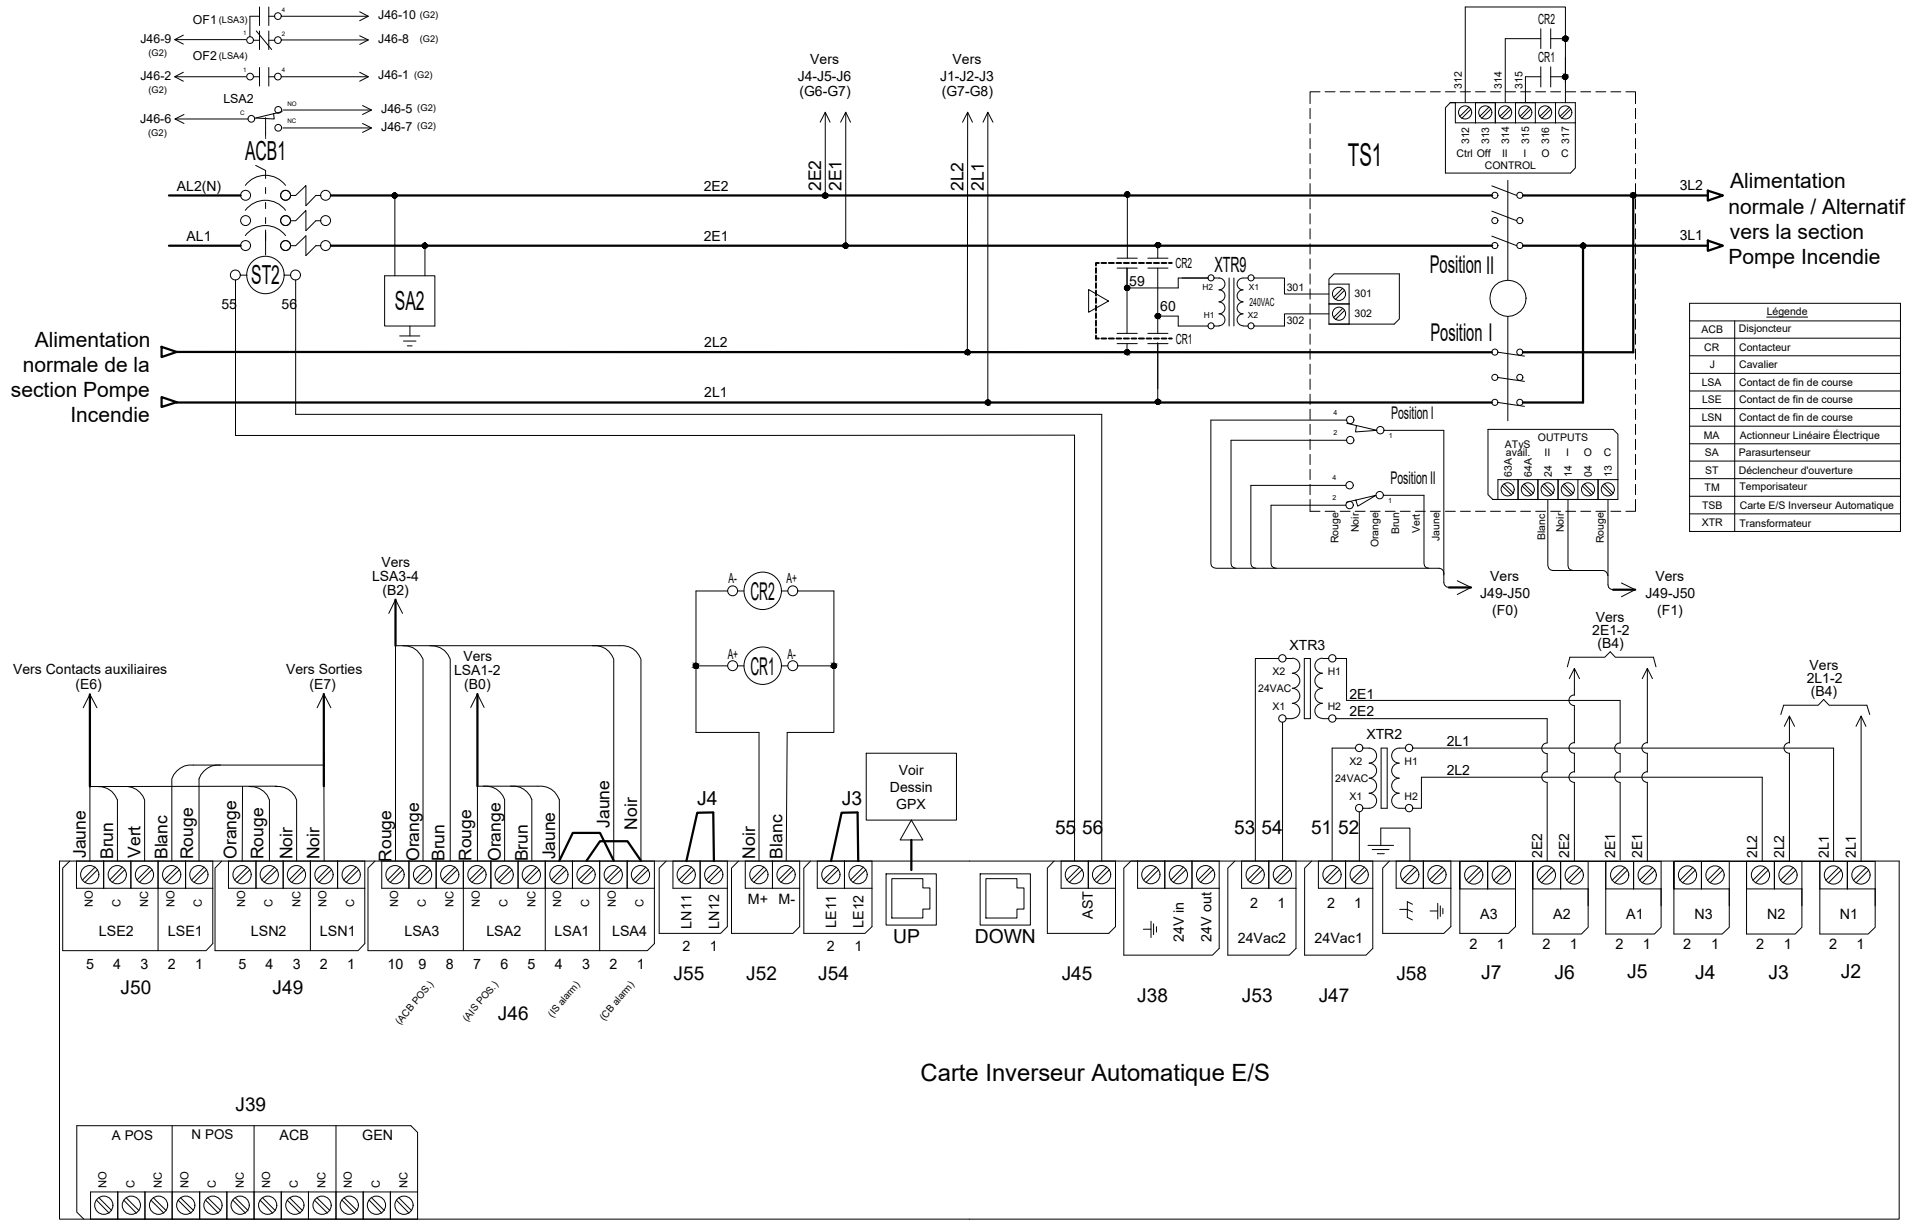 OF1 (LSA3)
4
J46-10 (G2)
J46-9
(G2)
1
2
J46-8 (G2)
OF2 (LSA4)
J46-2
(G2)
1
4
J46-1 (G2)
LSA2
C
NO
NC
J46-6
(G2)
J46-5 (G2)
J46-7 (G2)
ACB1
AL2(N)
AL1
ST2
55
56
SA2
2E2
2E1
Vers
J4-J5-J6
(G6-G7)
2E2
2E1
Vers
J1-J2-J3
(G7-G8)
2L2
2L1
Alimentation
normale de la
section Pompe
Incendie
2L2
2L1
CR2
59
60
CR1
XTR9
H2
H1
X1
240VAC
X2
301
302
301
302
TS1
CR2
CR1
312
314
315
312
313
314
315
316
317
Ctrl Off II I O C
CONTROL
Position II
Position I
3L2
3L1
Alimentation
normale / Alternatif
vers la section
Pompe Incendie
Légende
ACB Disjoncteur
CR Contacteur
J Cavalier
LSA Contact de fin de course
LSE Contact de fin de course
LSN Contact de fin de course
MA Actionneur Linéaire Électrique
SA Parasurtenseur
ST Déclencheur d'ouverture
TM Temporisateur
TSB Carte E/S Inverseur Automatique
XTR Transformateur
Position I
4
2
1
Position II
4
2
1
Rouge
Noir
Orange
Brun
Vert
Jaune
OUTPUTS
ATyS
avail.
II I O C
63A
64A
24
14
04
13
Blanc
Noir
Rouge
Vers
J49-J50
(F0)
Vers
J49-J50
(F1)
Vers
LSA3-4
(B2)
Vers
LSA1-2
(B0)
Vers Contacts auxiliaires
(E6)
Vers Sorties
(E7)
A-
CR2
A+
A+
CR1
A-
Voir
Dessin
GPX
XTR3
X2
24VAC
X1
H1
H2
2E1
2E2
XTR2
X2
24VAC
X1
H1
H2
2L1
2L2
Vers
2E1-2
(B4)
Vers
2L1-2
(B4)
Jaune
Brun
Vert
Blanc
Rouge
Orange
Rouge
Noir
Noir
Rouge
Orange
Brun
Rouge
Orange
Brun
Jaune
Jaune
Noir
J4
Noir
Blanc
J3
55 56
53 54
51 52
2E2
2E2
2E1
2E1
2L2
2L2
2L1
2L1
NO
C
NC
NO
C
NO
C
NC
NO
C
NO
C
NC
NO
C
NC
NO
C
NO
C
LSE2
LSE1
LSN2
LSN1
LSA3
LSA2
LSA1
LSA4
LN11
LN12
M+ M-
LE11
LE12
UP
DOWN
AST
24V in
24V out
2 1
24Vac2
2 1
24Vac1
A3
A2
A1
N3
N2
N1
5 4 3 2 1
J50
5 4 3 2 1
J49
10 9 8 7 6 5 4 3 2 1
(ACB POS.)
(AIS POS.)
(IS alarm)
(CB alarm)
J46
2 1
J55
J52
2 1
J54
J45
J38
J53
J47
J58
2 1
J7
2 1
J6
2 1
J5
2 1
J4
2 1
J3
2 1
J2
Carte Inverseur Automatique E/S
J39
A POS
N POS
ACB
GEN
NO
C
NC
NO
C
NC
NO
C
NC
NO
C
NC